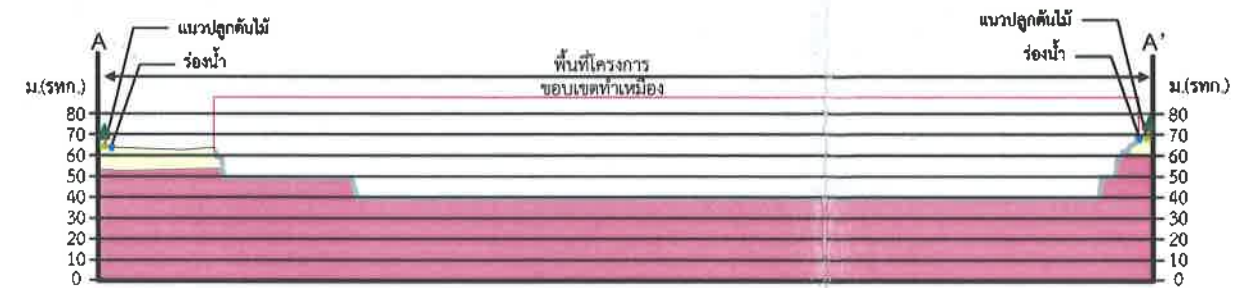 แนวปลูกต้นไม้
แนวปลูกต้นไม้
A
ร่องน้ำ
ร่องน้ำ
A'
พื้นที่โครงการ
ม.(รทก.)
ขอบเขตทำเหมือง
ม.(รทก.)
80
80
70
70
60
60
50
50
40
40
30
30
20
20
10
10
0
0